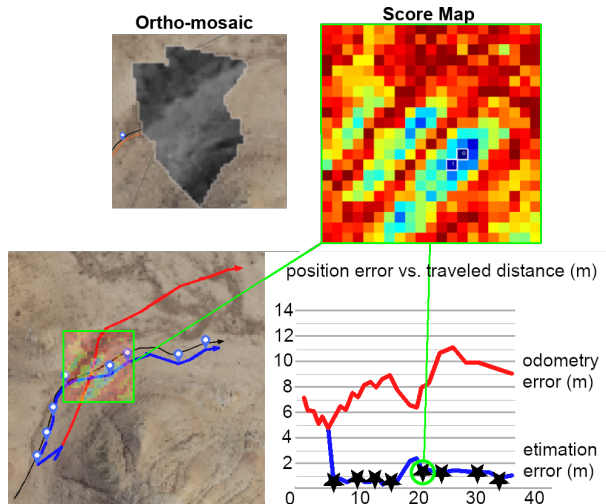 Ortho-mosaic
Score Map
position error vs. traveled distance (m)
14
12
10
8
6
4
2
0
10
20
30
40
odometry
error (m)
etimation
error (m)